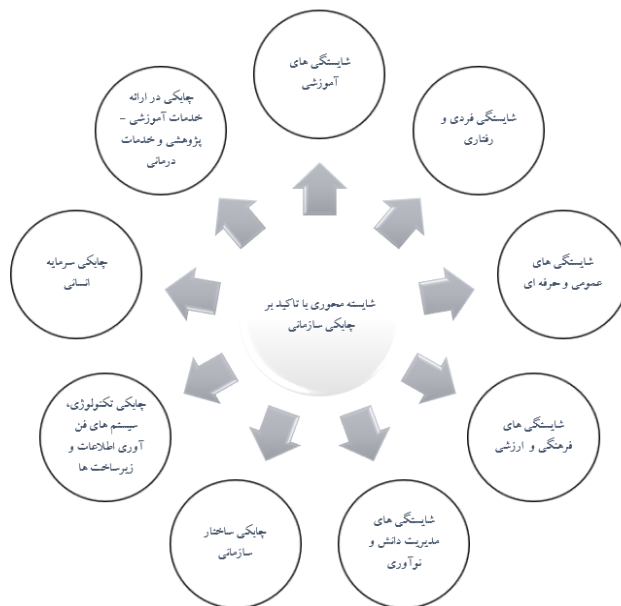 شایستگی های
آموزشی
شایستگی فردی و
رفتاری
شایستگی های
عمومی و حرفه ای
شایستگی های
فرهنگی و ارزشی
شایستگی های
مدیریت دانش و
نوآوری
چابکی ساختار
سازمانی
چابکی تکنولوژی،
سیستم های فن
آوری اطلاعات و
زیرساخت ها
چابکی سرمایه
انسانی
چابکی در ارائه
خدمات آموزشی –
پژوهشی و خدمات
درمانی
شایسته محوری با تاکید بر
چابکی سازمانی